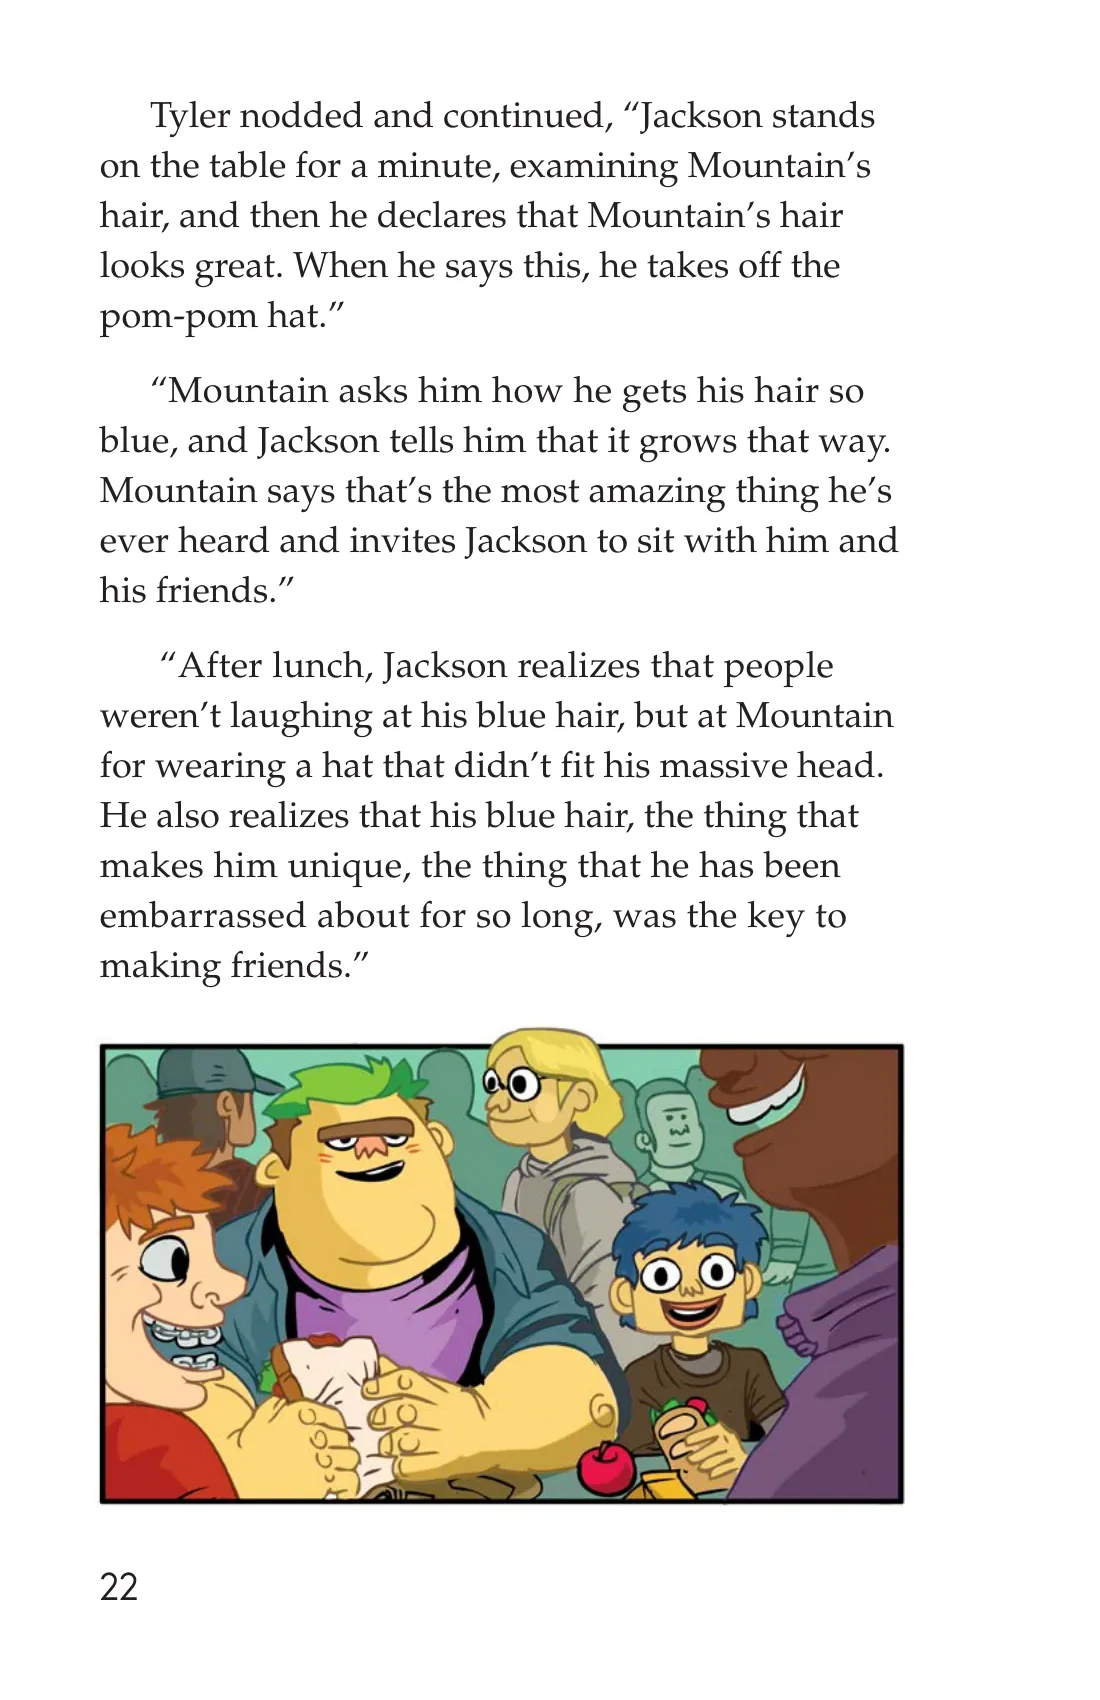 Tyler nodded and continued, “Jackson stands
on the table for a minute, examining Mountain’s
hair, and then he declares that Mountain’s hair
looks great. When he says this, he takes off the
pom-pom hat.”
“Mountain asks him how he gets his hair so
blue, and Jackson tells him that it grows that way.
Mountain says that’s the most amazing thing he’s
ever heard and invites Jackson to sit with him and
his friends.”
“After lunch, Jackson realizes that people
weren’t laughing at his blue hair, but at Mountain
for wearing a hat that didn’t fit his massive head.
He also realizes that his blue hair, the thing that
makes him unique, the thing that he has been
embarrassed about for so long, was the key to
making friends.”
22